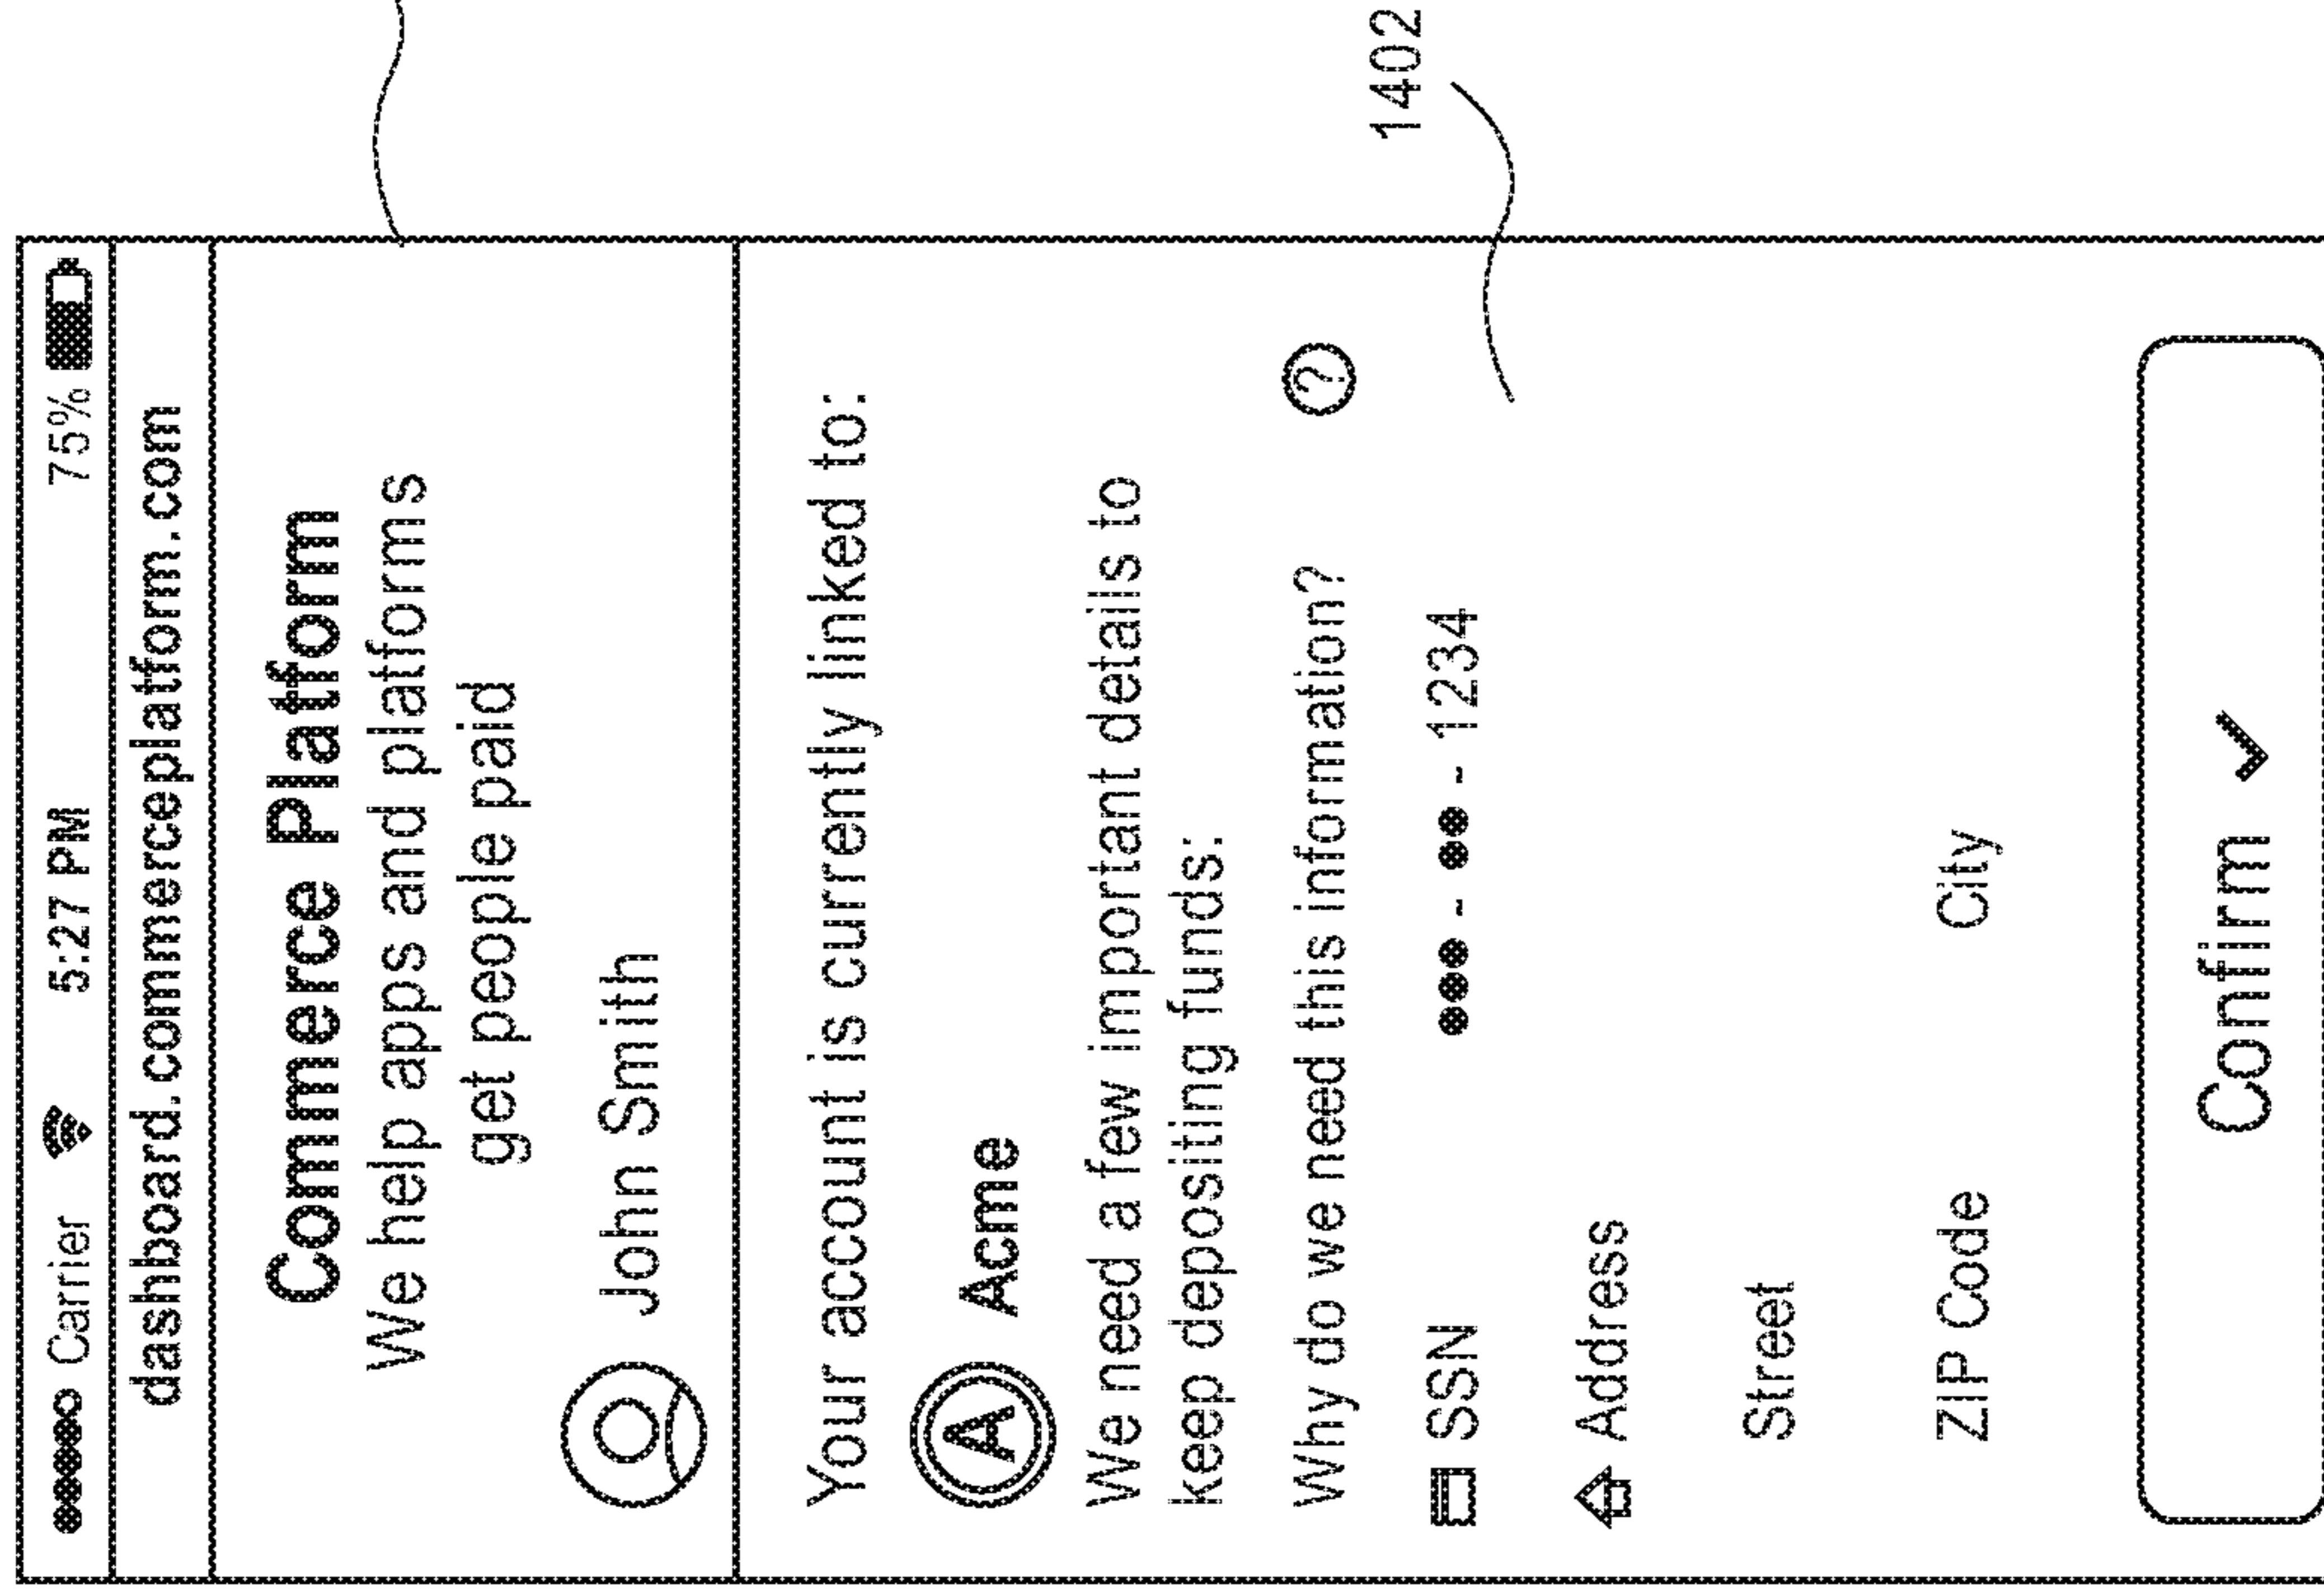 Carrier 5:27 PM 75%
dashboard.commerceplatform.com
Commerce Platform
We help apps and platforms
get people paid
John Smith
Your account is currently linked to:
A Acme
We need a few important details to
keep depositing funds:
Why do we need this information? ?
1402
SSN ●●● - ●● - 1234
Address
Street
ZIP Code City
Confirm ✓